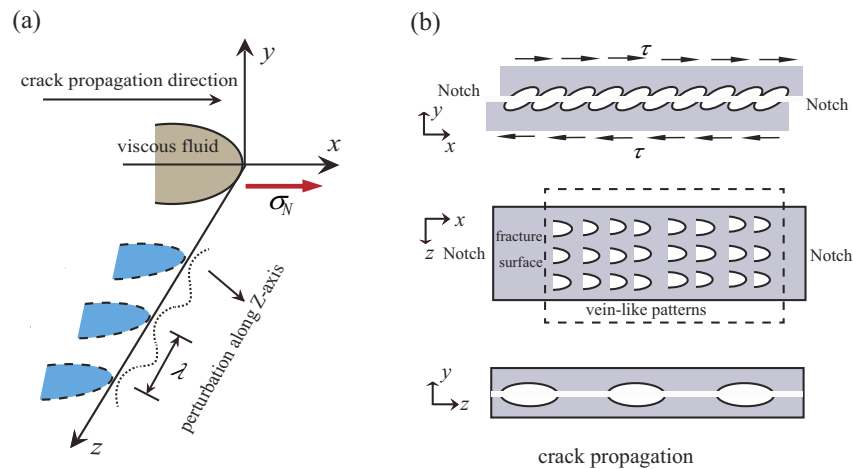 (a)
y
crack propagation direction
viscous fluid
x
σ_N
perturbation along Z-axis
λ
z
(b)
τ
Notch
Notch
y
x
τ
x
z
fracture
surface
Notch
Notch
vein-like patterns
y
z
crack propagation